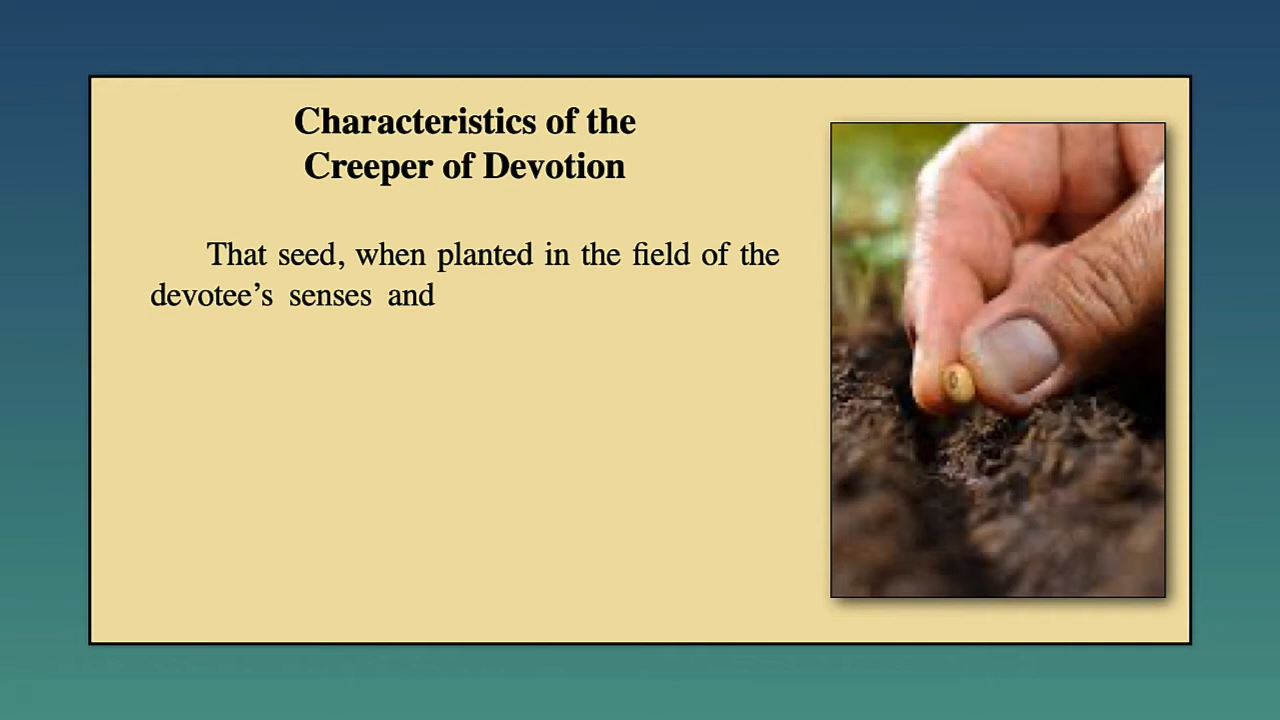 Characteristics of the
Creeper of Devotion
That seed, when planted in the field of the
devotee’s senses and